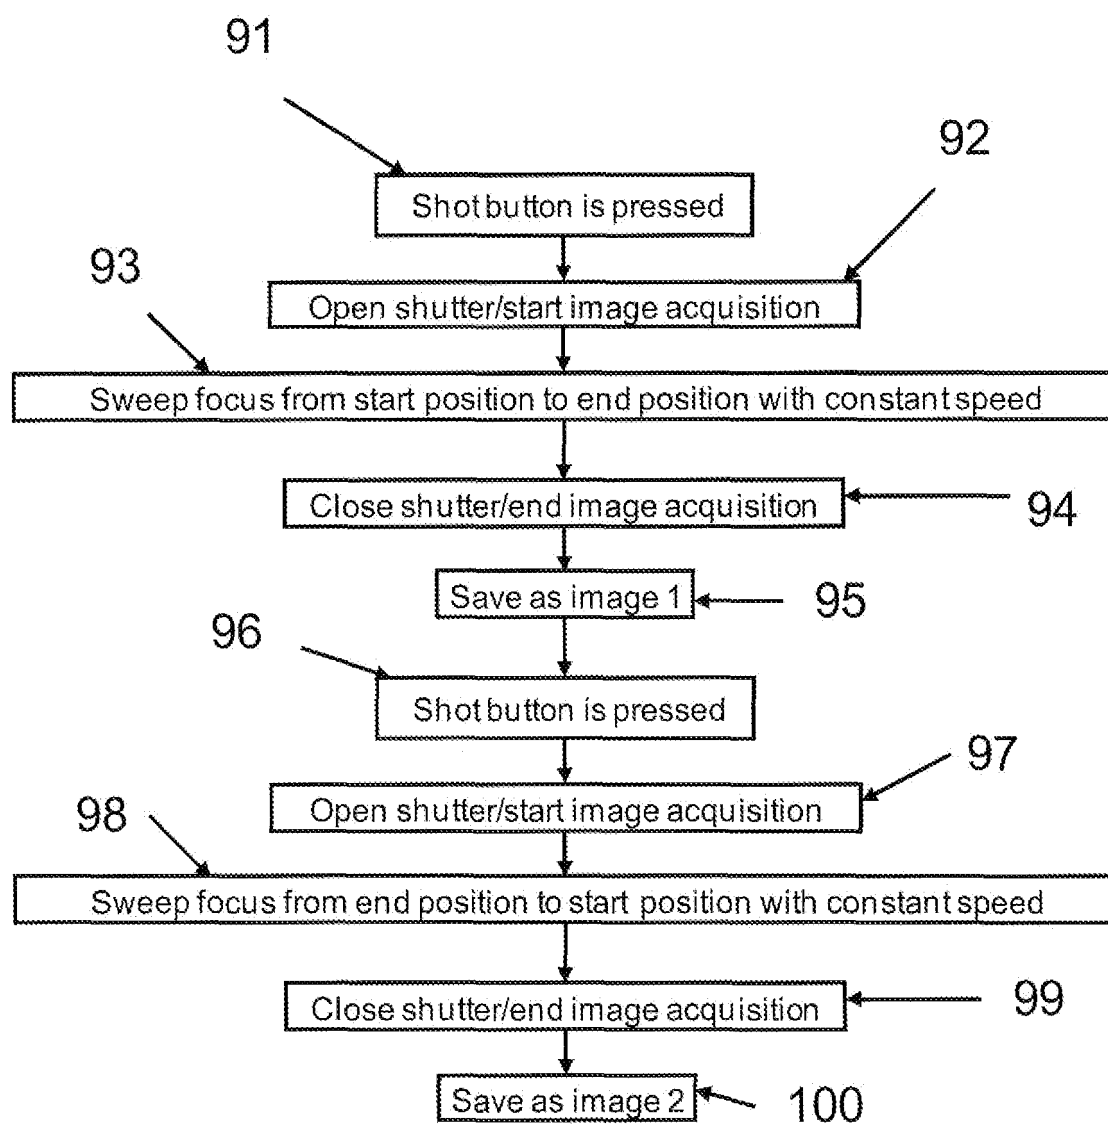 91
Shot button is pressed
92
Open shutter/start image acquisition
93
Sweep focus from start position to end position with constant speed
Close shutter/end image acquisition
94
Save as image 1
95
96
Shot button is pressed
97
Open shutter/start image acquisition
98
Sweep focus from end position to start position with constant speed
Close shutter/end image acquisition
99
Save as image 2
100